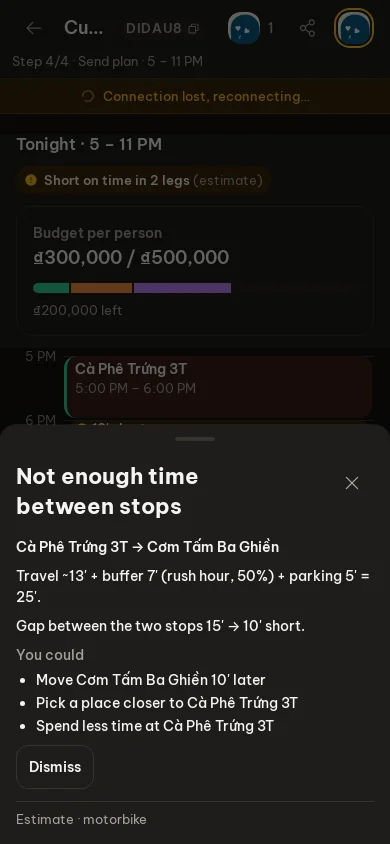 Cu...
DIDAU8
1
Step 4/4 · Send plan · 5 – 11 PM
Connection lost, reconnecting...
Tonight · 5 – 11 PM
Short on time in 2 legs (estimate)
Budget per person
₫300,000 / ₫500,000
₫200,000 left
5 PM
Cà Phê Trứng 3T
5:00 PM – 6:00 PM
6 PM
Not enough time
between stops
Cà Phê Trứng 3T → Cơm Tấm Ba Ghiền
Travel ~13' + buffer 7' (rush hour, 50%) + parking 5' =
25'.
Gap between the two stops 15' → 10' short.
You could
• Move Cơm Tấm Ba Ghiền 10' later
• Pick a place closer to Cà Phê Trứng 3T
• Spend less time at Cà Phê Trứng 3T
Dismiss
Estimate · motorbike